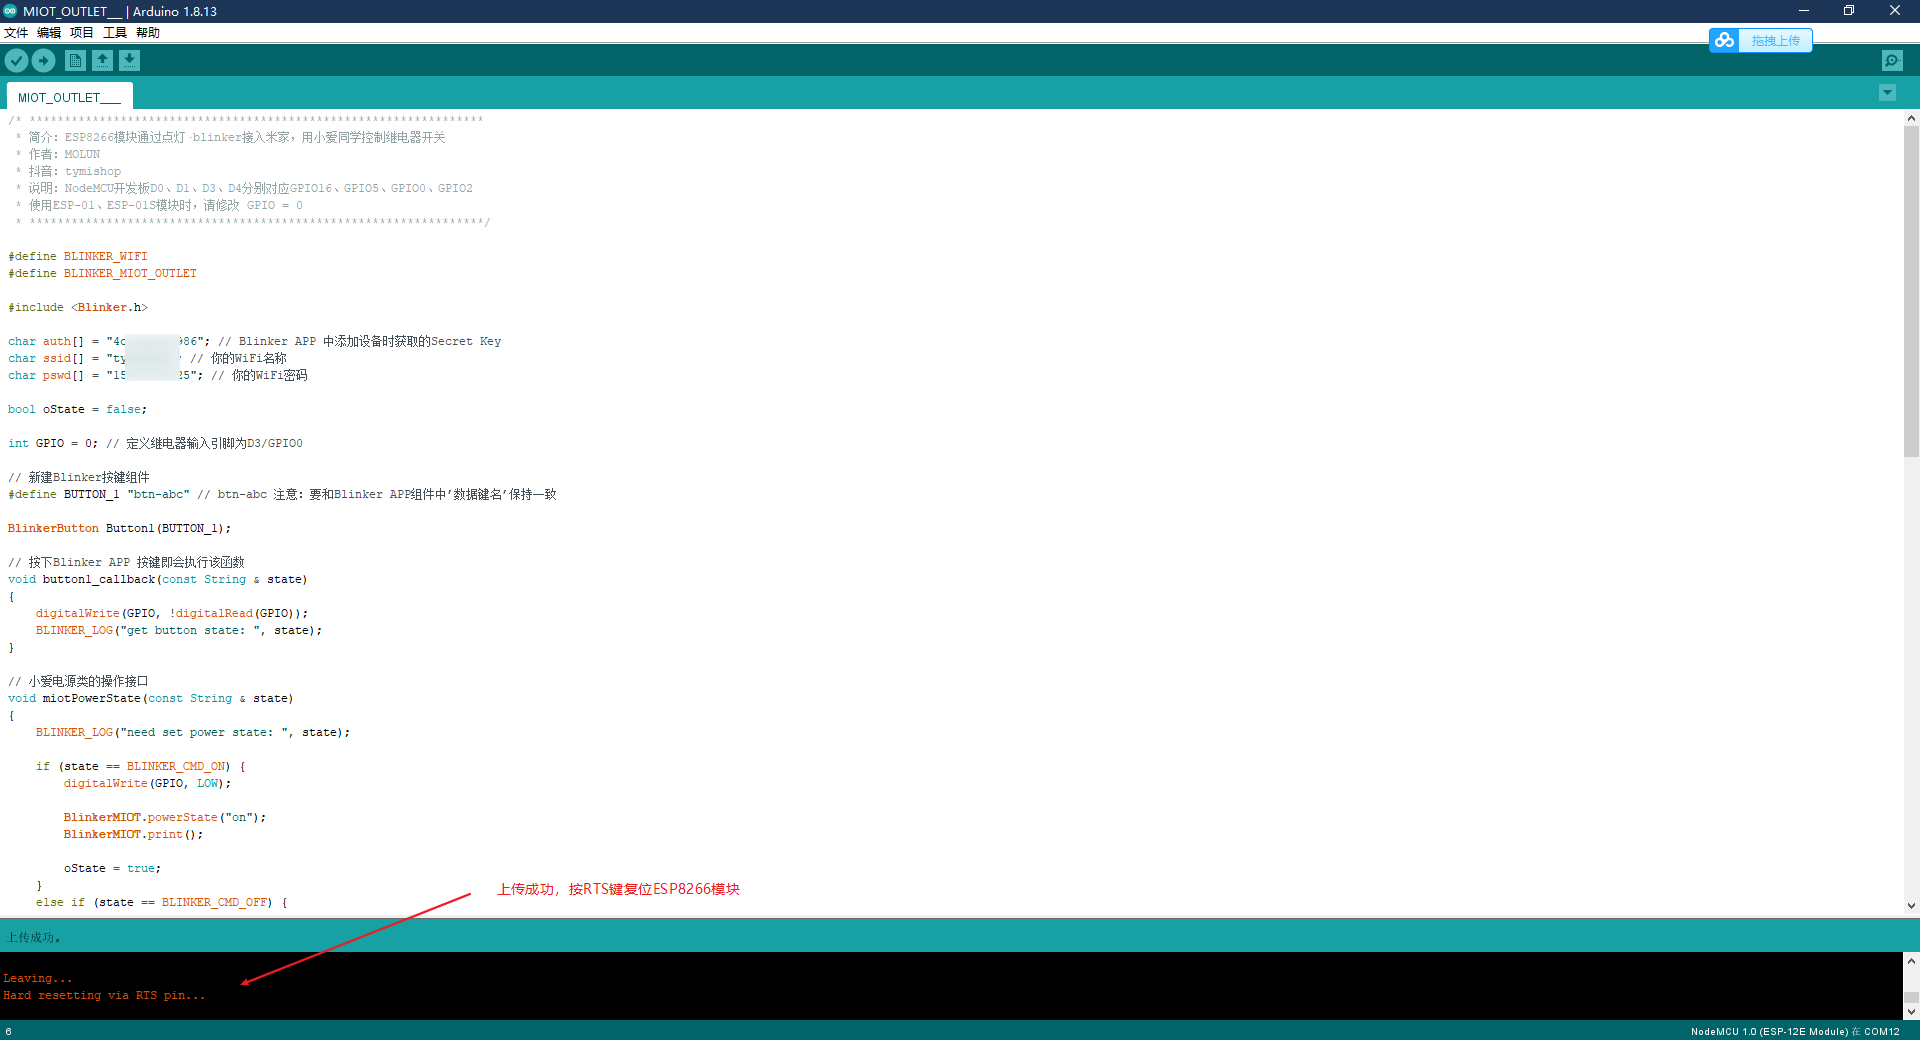 MIOT_OUTLET___ | Arduino 1.8.13
文件 编辑 项目 工具 帮助
拖拽上传
MIOT_OUTLET___
/* *****************************************************************
* 简介：ESP8266模块通过点灯·blinker接入米家，用小爱同学控制继电器开关
* 作者：MOLUN
* 抖音：tymishop
* 说明：NodeMCU开发板D0、D1、D3、D4分别对应GPIO16、GPIO5、GPIO0、GPIO2
* 使用ESP-01、ESP-01S模块时，请修改 GPIO = 0
* *****************************************************************/
#define BLINKER_WIFI
#define BLINKER_MIOT_OUTLET
#include <Blinker.h>
char auth[] = "4c 986"; // Blinker APP 中添加设备时获取的Secret Key
char ssid[] = "ty // 你的WiFi名称
char pswd[] = "15 25"; // 你的WiFi密码
bool oState = false;
int GPIO = 0; // 定义继电器输入引脚为D3/GPIO0
// 新建Blinker按键组件
#define BUTTON_1 "btn-abc" // btn-abc 注意：要和Blinker APP组件中’数据键名’保持一致
BlinkerButton Button1(BUTTON_1);
// 按下Blinker APP 按键即会执行该函数
void button1_callback(const String & state)
{
digitalWrite(GPIO, !digitalRead(GPIO));
BLINKER_LOG("get button state: ", state);
}
// 小爱电源类的操作接口
void miotPowerState(const String & state)
{
BLINKER_LOG("need set power state: ", state);
if (state == BLINKER_CMD_ON) {
digitalWrite(GPIO, LOW);
BlinkerMIOT.powerState("on");
BlinkerMIOT.print();
oState = true;
}
else if (state == BLINKER_CMD_OFF) {
上传成功，按RTS键复位ESP8266模块
上传成功。
Leaving...
Hard resetting via RTS pin...
6
NodeMCU 1.0 (ESP-12E Module) 在 COM12